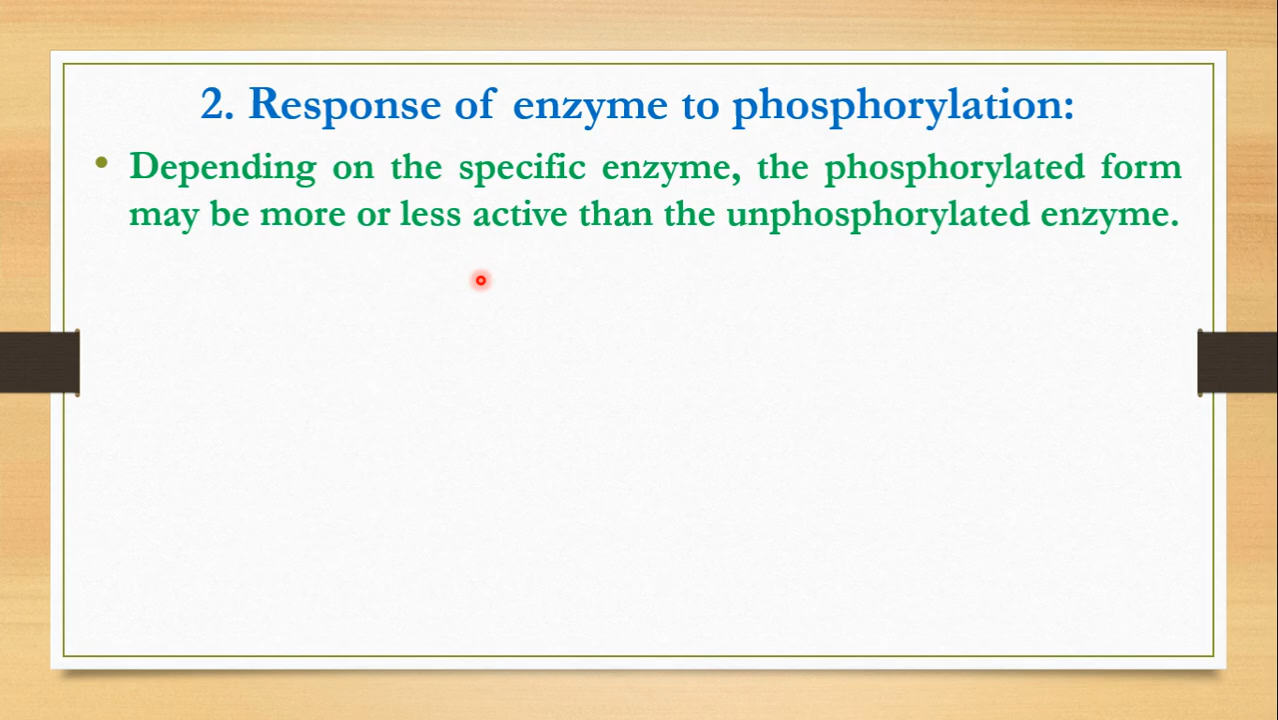 2. Response of enzyme to phosphorylation:
• Depending on the specific enzyme, the phosphorylated form
may be more or less active than the unphosphorylated enzyme.